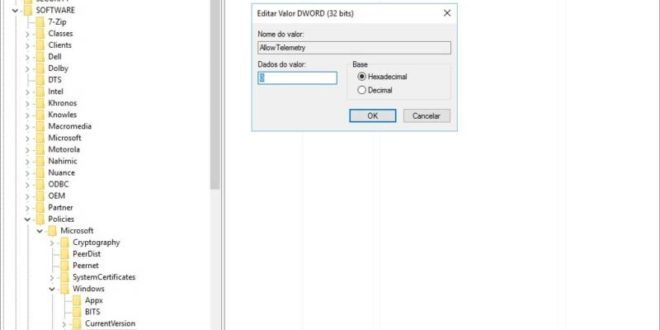 SECURITY
SOFTWARE
7-Zip
Classes
Clients
Dell
Dolby
DTS
Intel
Khronos
Knowles
Macromedia
Microsoft
Motorola
Nahimic
Nuance
ODBC
OEM
Partner
Policies
Microsoft
Cryptography
PeerDist
Peernet
SystemCertificates
Windows
Appx
BITS
CurrentVersion
Editar Valor DWORD (32 bits)
Nome do valor:
AllowTelemetry
Dados do valor:
Base
Hexadecimal
Decimal
OK
Cancelar